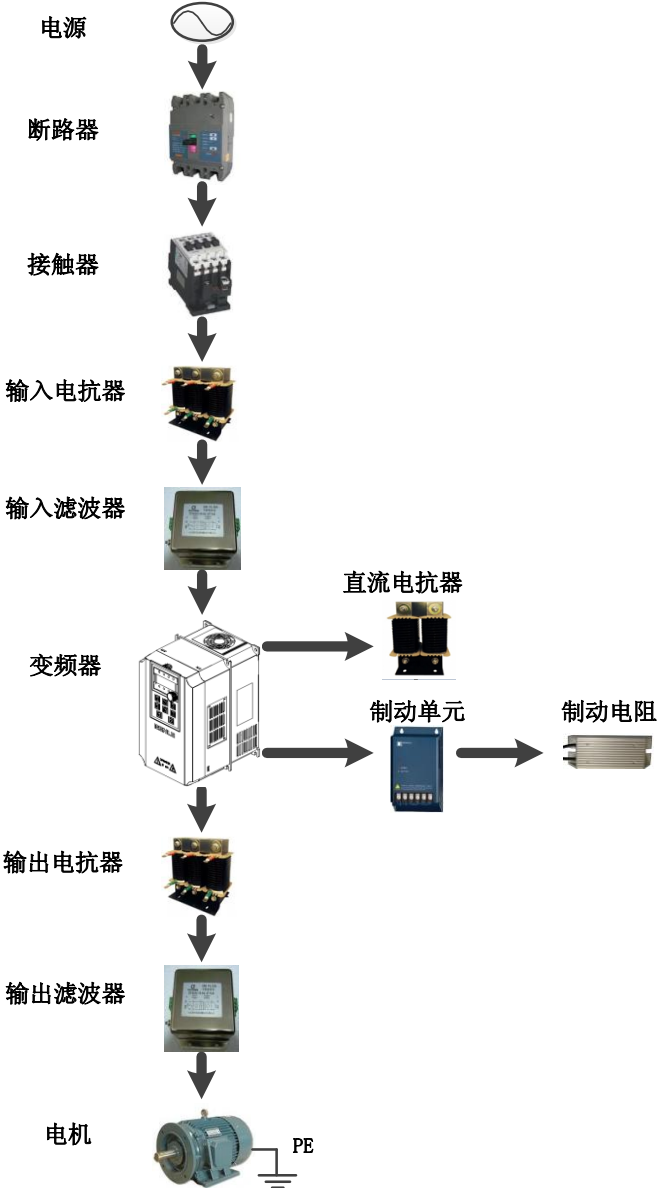 电源
断路器
接触器
输入电抗器
输入滤波器
直流电抗器
变频器
制动单元
制动电阻
输出电抗器
输出滤波器
电机
PE